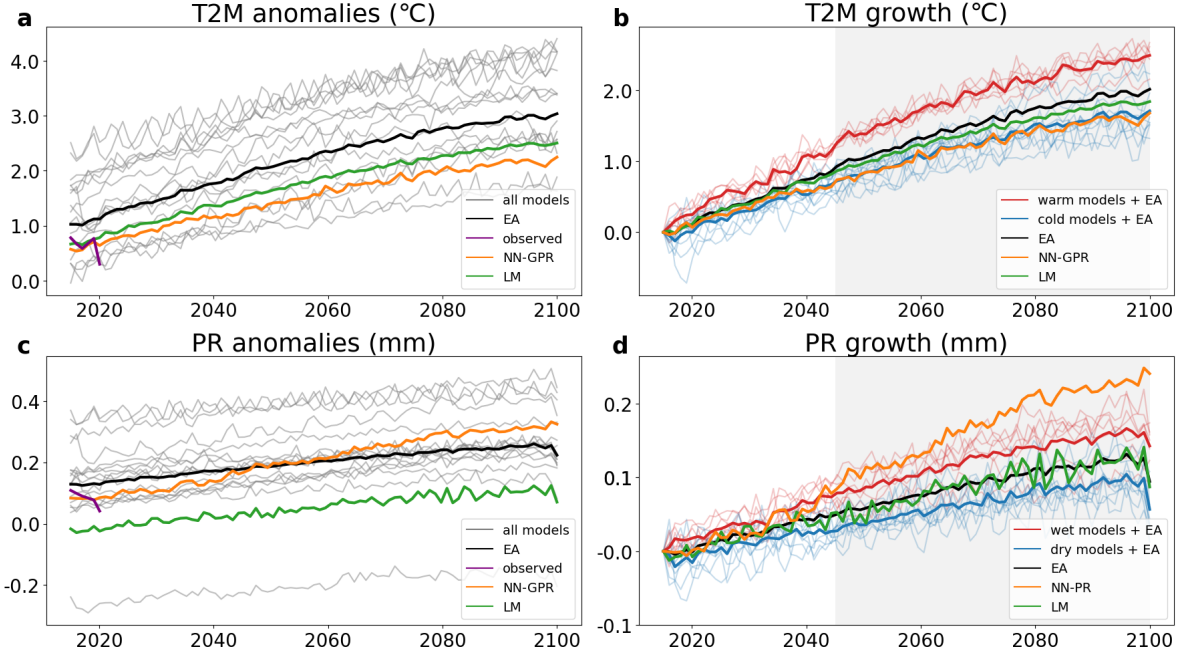 a T2M anomalies (℃)
4.0
3.0
2.0
1.0
0.0
all models
EA
observed
NN-GPR
LM
2020 2040 2060 2080 2100
b T2M growth (℃)
2.0
1.0
0.0
warm models + EA
cold models + EA
EA
NN-GPR
LM
2020 2040 2060 2080 2100
c PR anomalies (mm)
0.4
0.2
0.0
-0.2
all models
EA
observed
NN-GPR
LM
2020 2040 2060 2080 2100
d PR growth (mm)
0.2
0.1
-0.0
-0.1
wet models + EA
dry models + EA
EA
NN-PR
LM
2020 2040 2060 2080 2100